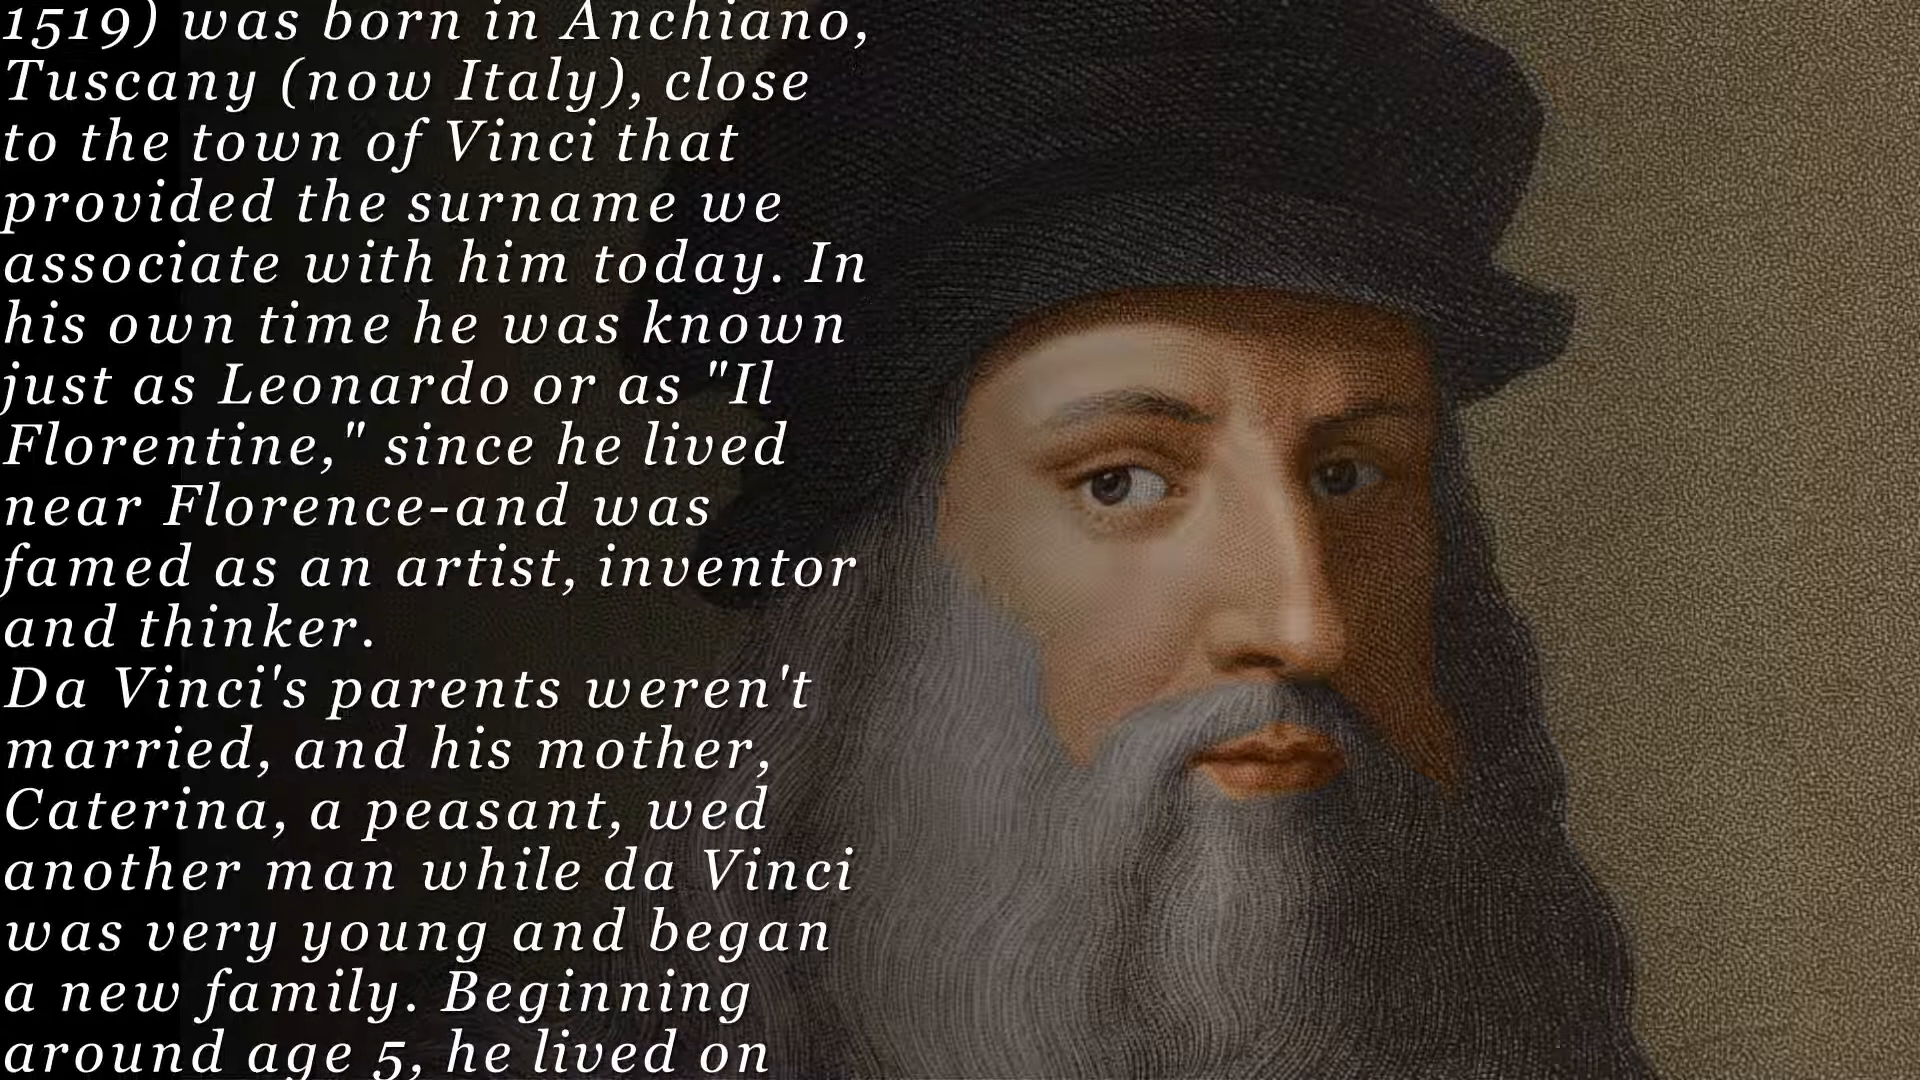 1519) was born in Anchiano,
Tuscany (now Italy), close
to the town of Vinci that
provided the surname we
associate with him today. In
his own time he was known
just as Leonardo or as "Il
Florentine," since he lived
near Florence-and was
famed as an artist, inventor
and thinker.
Da Vinci's parents weren't
married, and his mother,
Caterina, a peasant, wed
another man while da Vinci
was very young and began
a new family. Beginning
around age 5, he lived on